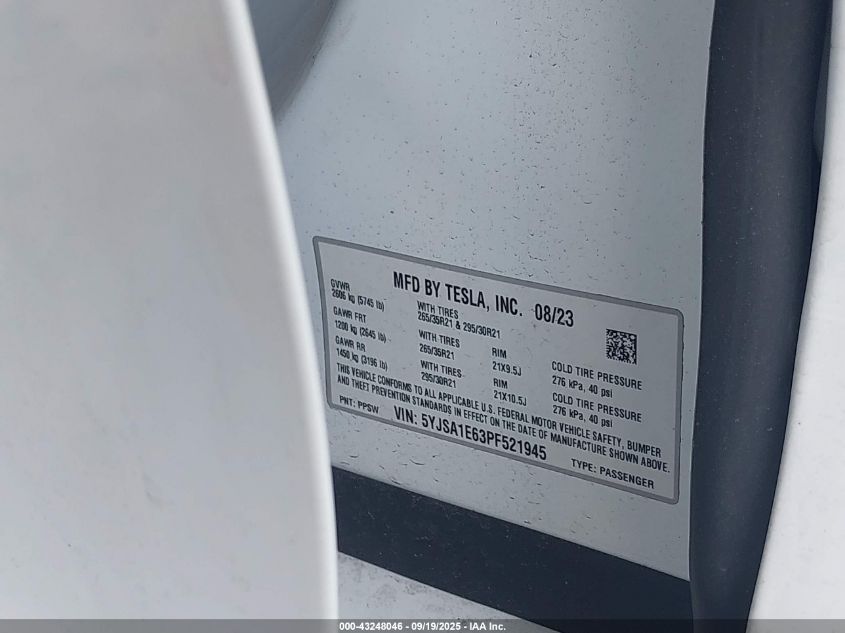 MFD BY TESLA, INC. 08/23
GVWR
2606 kg (5745 lb)
WITH TIRES
265/35R21 & 295/30R21
GAWR FRT
1200 kg (2645 lb)
WITH TIRES
265/35R21
RIM
21X9.5J
COLD TIRE PRESSURE
276 kPa, 40 psi
GAWR RR
1450 kg (3196 lb)
WITH TIRES
295/30R21
RIM
21X10.5J
COLD TIRE PRESSURE
276 kPa, 40 psi
THIS VEHICLE CONFORMS TO ALL APPLICABLE U.S. FEDERAL MOTOR VEHICLE SAFETY, BUMPER
AND THEFT PREVENTION STANDARDS IN EFFECT ON THE DATE OF MANUFACTURE SHOWN ABOVE.
PNT: PPSW VIN: 5YJSA1E63PF521945 TYPE: PASSENGER
000-43248046 - 09/19/2025 - IAA Inc.